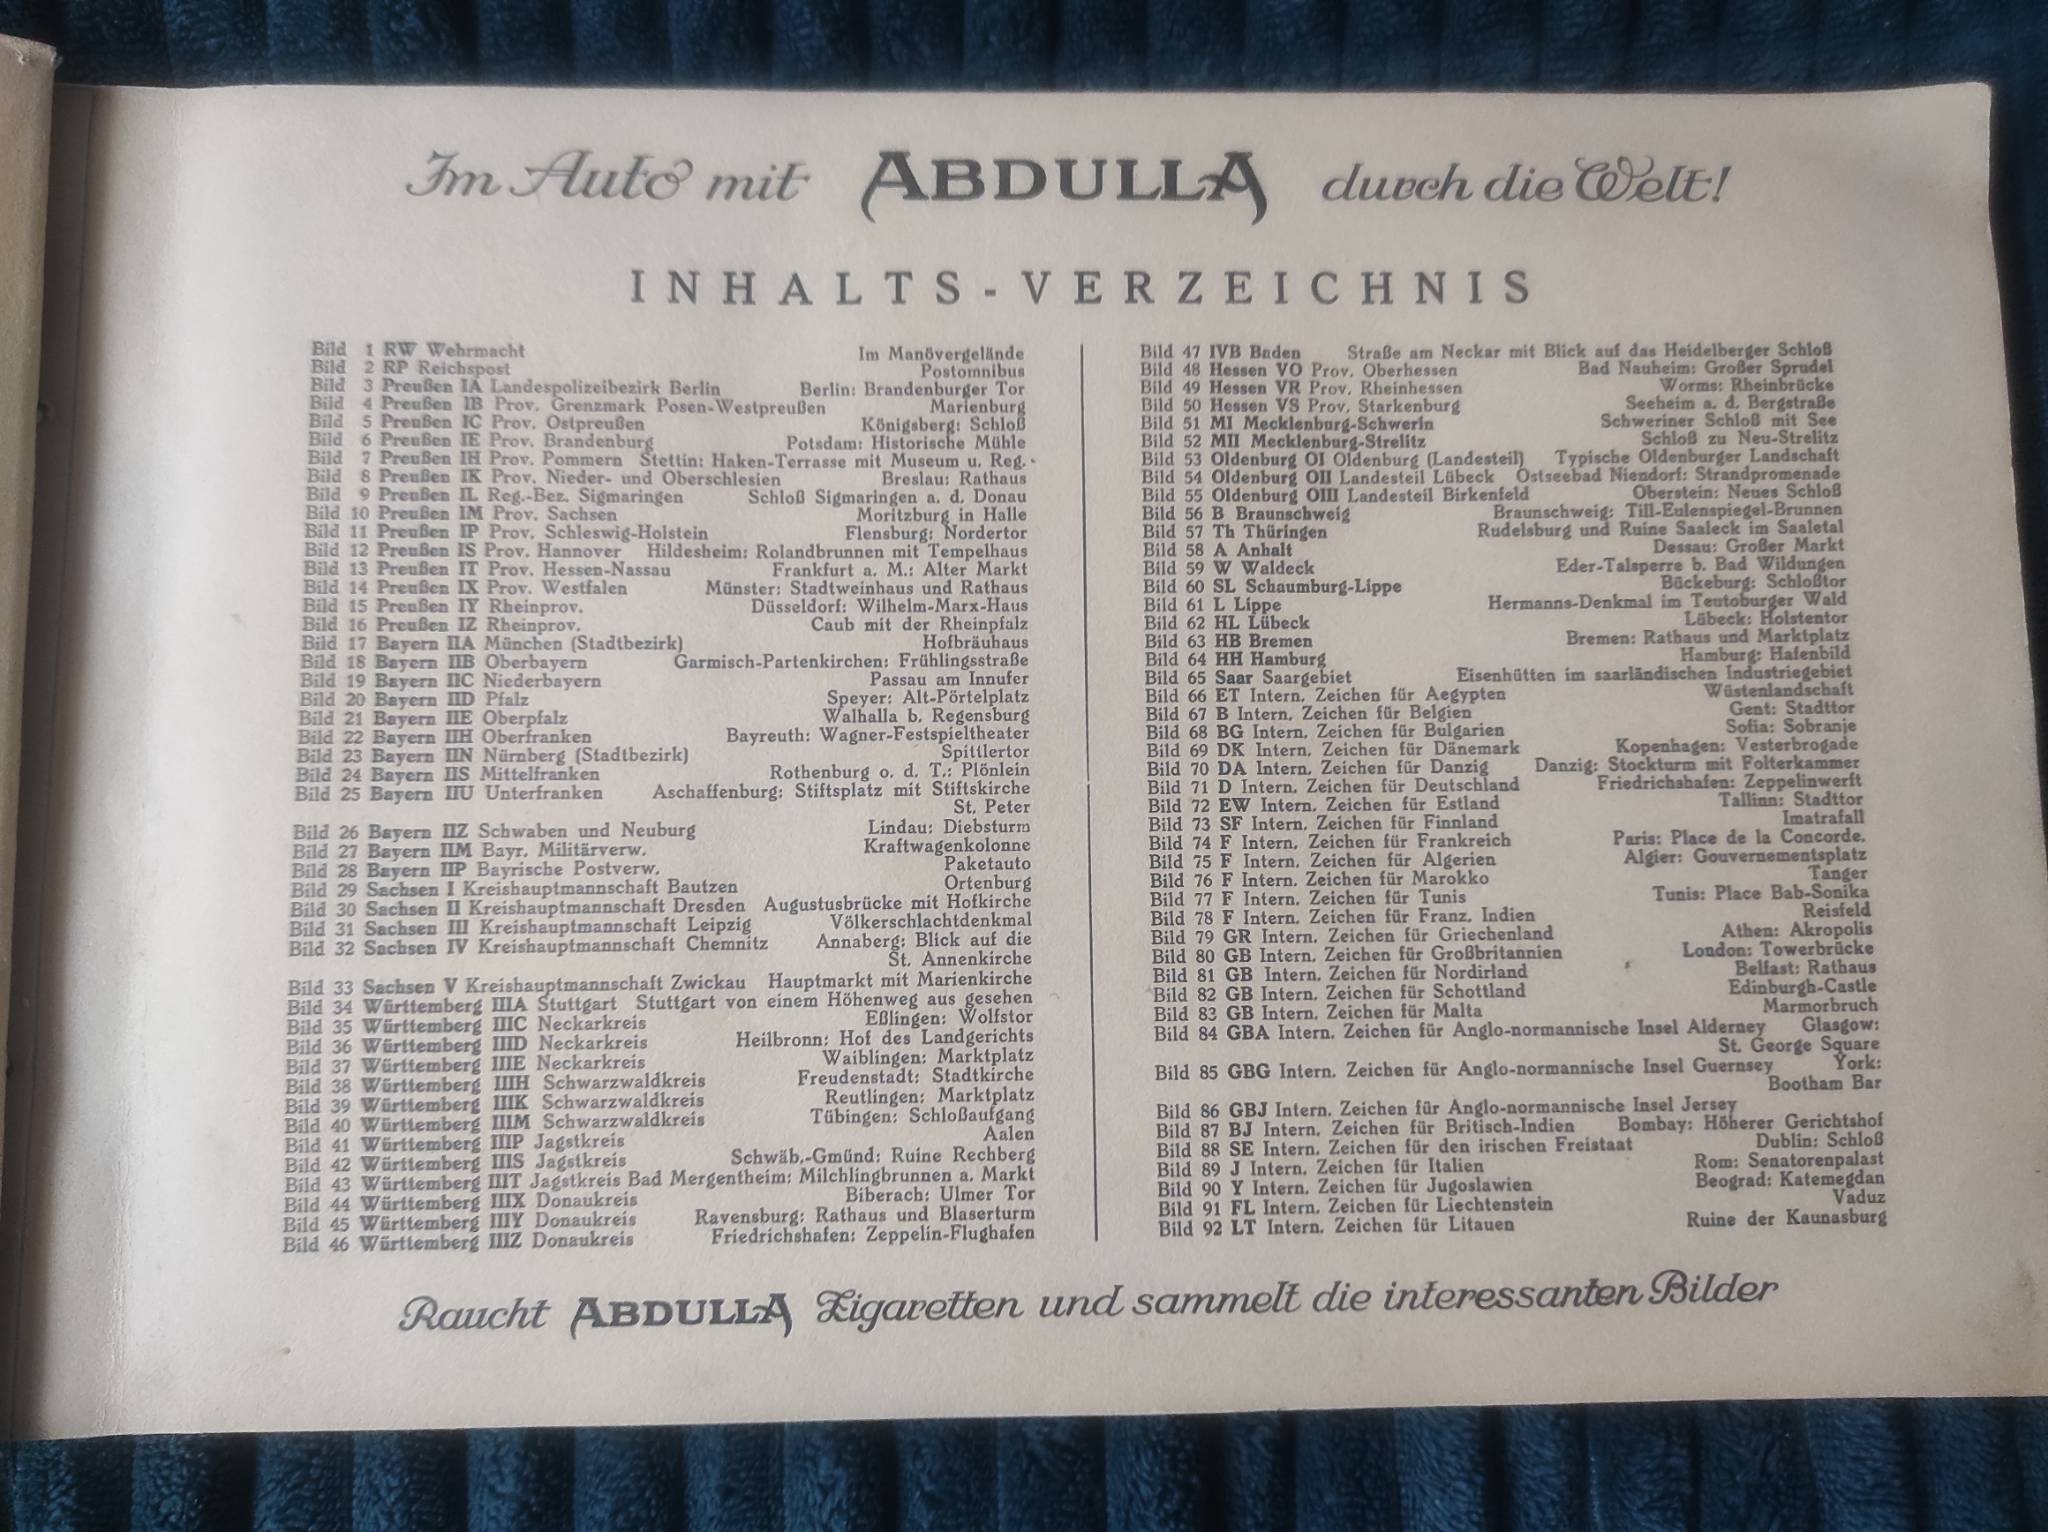 Im Auto mit ABDULLA durch die Welt!
INHALTS-VERZEICHNIS
Bild 1 RW Wehrmacht Im Manövergelände
Bild 2 RP Reichspost Postomnibus
Bild 3 Preußen IA Landespolizeibezirk Berlin Berlin: Brandenburger Tor
Bild 4 Preußen IB Prov. Grenzmark Posen-Westpreußen Marienburg
Bild 5 Preußen IC Prov. Ostpreußen Königsberg: Schloß
Bild 6 Preußen IE Prov. Brandenburg Potsdam: Historische Mühle
Bild 7 Preußen IH Prov. Pommern Stettin: Haken-Terrasse mit Museum u. Reg.
Bild 8 Preußen IK Prov. Nieder- und Oberschlesien Breslau: Rathaus
Bild 9 Preußen IL Reg.-Bez. Sigmaringen Schloß Sigmaringen a. d. Donau
Bild 10 Preußen IM Prov. Sachsen Moritzburg in Halle
Bild 11 Preußen IP Prov. Schleswig-Holstein Flensburg: Nordertor
Bild 12 Preußen IS Prov. Hannover Hildesheim: Rolandbrunnen mit Tempelhaus
Bild 13 Preußen IT Prov. Hessen-Nassau Frankfurt a. M.: Alter Markt
Bild 14 Preußen IX Prov. Westfalen Münster: Stadtweinhaus und Rathaus
Bild 15 Preußen IY Rheinprov. Düsseldorf: Wilhelm-Marx-Haus
Bild 16 Preußen IZ Rheinprov. Caub mit der Rheinpfalz
Bild 17 Bayern IIA München (Stadtbezirk) Hofbräuhaus
Bild 18 Bayern IIB Oberbayern Garmisch-Partenkirchen: Frühlingsstraße
Bild 19 Bayern IIC Niederbayern Passau am Innufer
Bild 20 Bayern IID Pfalz Speyer: Alt-Pörtelplatz
Bild 21 Bayern IIE Oberpfalz Walhalla b. Regensburg
Bild 22 Bayern IIH Oberfranken Bayreuth: Wagner-Festspieltheater
Bild 23 Bayern IIN Nürnberg (Stadtbezirk) Spittlertor
Bild 24 Bayern IIS Mittelfranken Rothenburg o. d. T.: Plönlein
Bild 25 Bayern IIU Unterfranken Aschaffenburg: Stiftsplatz mit Stiftskirche
St. Peter
Bild 26 Bayern IIZ Schwaben und Neuburg Lindau: Diebsturm
Bild 27 Bayern IIM Bayr. Militärverw. Kraftwagenkolonne
Bild 28 Bayern IIP Bayrische Postverw. Paketauto
Bild 29 Sachsen I Kreishauptmannschaft Bautzen Ortenburg
Bild 30 Sachsen II Kreishauptmannschaft Dresden Augustusbrücke mit Hofkirche
Bild 31 Sachsen III Kreishauptmannschaft Leipzig Völkerschlachtdenkmal
Bild 32 Sachsen IV Kreishauptmannschaft Chemnitz Annaberg: Blick auf die
St. Annenkirche
Bild 33 Sachsen V Kreishauptmannschaft Zwickau Hauptmarkt mit Marienkirche
Bild 34 Württemberg IIIA Stuttgart Stuttgart von einem Höhenweg aus gesehen
Bild 35 Württemberg IIIC Neckarkreis Eßlingen: Wolfstor
Bild 36 Württemberg IIID Neckarkreis Heilbronn: Hof des Landgerichts
Bild 37 Württemberg IIIE Neckarkreis Waiblingen: Marktplatz
Bild 38 Württemberg IIIH Schwarzwaldkreis Freudenstadt: Stadtkirche
Bild 39 Württemberg IIIK Schwarzwaldkreis Reutlingen: Marktplatz
Bild 40 Württemberg IIIM Schwarzwaldkreis Tübingen: Schloßaufgang
Bild 41 Württemberg IIIP Jagstkreis Aalen
Bild 42 Württemberg IIIS Jagstkreis Schwäb.-Gmünd: Ruine Rechberg
Bild 43 Württemberg IIIT Jagstkreis Bad Mergentheim: Milchlingbrunnen a. Markt
Bild 44 Württemberg IIIX Donaukreis Biberach: Ulmer Tor
Bild 45 Württemberg IIIY Donaukreis Ravensburg: Rathaus und Blaserturm
Bild 46 Württemberg IIIZ Donaukreis Friedrichshafen: Zeppelin-Flughafen
Bild 47 IVB Baden Straße am Neckar mit Blick auf das Heidelberger Schloß
Bild 48 Hessen VO Prov. Oberhessen Bad Nauheim: Großer Sprudel
Bild 49 Hessen VR Prov. Rheinhessen Worms: Rheinbrücke
Bild 50 Hessen VS Prov. Starkenburg Seeheim a. d. Bergstraße
Bild 51 MI Mecklenburg-Schwerin Schweriner Schloß mit See
Bild 52 MII Mecklenburg-Strelitz Schloß zu Neu-Strelitz
Bild 53 Oldenburg OI Oldenburg (Landesteil) Typische Oldenburger Landschaft
Bild 54 Oldenburg OII Landesteil Lübeck Ostseebad Niendorf: Strandpromenade
Bild 55 Oldenburg OIII Landesteil Birkenfeld Oberstein: Neues Schloß
Bild 56 B Braunschweig Braunschweig: Till-Eulenspiegel-Brunnen
Bild 57 Th Thüringen Rudelsburg und Ruine Saaleck im Saaletal
Bild 58 A Anhalt Dessau: Großer Markt
Bild 59 W Waldeck Eder-Talsperre b. Bad Wildungen
Bild 60 SL Schaumburg-Lippe Bückeburg: Schloßtor
Bild 61 L Lippe Hermanns-Denkmal im Teutoburger Wald
Bild 62 HL Lübeck Lübeck: Holstentor
Bild 63 HB Bremen Bremen: Rathaus und Marktplatz
Bild 64 HH Hamburg Hamburg: Hafenbild
Bild 65 Saar Saargebiet Eisenhütten im saarländischen Industriegebiet
Bild 66 ET Intern. Zeichen für Aegypten Wüstenlandschaft
Bild 67 B Intern. Zeichen für Belgien Gent: Stadttor
Bild 68 BG Intern. Zeichen für Bulgarien Sofia: Sobranje
Bild 69 DK Intern. Zeichen für Dänemark Kopenhagen: Vesterbrogade
Bild 70 DA Intern. Zeichen für Danzig Danzig: Stockturm mit Folterkammer
Bild 71 D Intern. Zeichen für Deutschland Friedrichshafen: Zeppelinwerft
Bild 72 EW Intern. Zeichen für Estland Tallinn: Stadttor
Bild 73 SF Intern. Zeichen für Finnland Imatrafall
Bild 74 F Intern. Zeichen für Frankreich Paris: Place de la Concorde.
Bild 75 F Intern. Zeichen für Algerien Algier: Gouvernementsplatz
Bild 76 F Intern. Zeichen für Marokko Tanger
Bild 77 F Intern. Zeichen für Tunis Tunis: Place Bab-Sonika
Bild 78 F Intern. Zeichen für Franz. Indien Reisfeld
Bild 79 GR Intern. Zeichen für Griechenland Athen: Akropolis
Bild 80 GB Intern. Zeichen für Großbritannien London: Towerbrücke
Bild 81 GB Intern. Zeichen für Nordirland Belfast: Rathaus
Bild 82 GB Intern. Zeichen für Schottland Edinburgh-Castle
Bild 83 GB Intern. Zeichen für Malta Marmorbruch
Bild 84 GBA Intern. Zeichen für Anglo-normannische Insel Alderney Glasgow:
St. George Square
Bild 85 GBG Intern. Zeichen für Anglo-normannische Insel Guernsey York:
Bootham Bar
Bild 86 GBJ Intern. Zeichen für Anglo-normannische Insel Jersey
Bild 87 BJ Intern. Zeichen für Britisch-Indien Bombay: Höherer Gerichtshof
Bild 88 SE Intern. Zeichen für den irischen Freistaat Dublin: Schloß
Bild 89 J Intern. Zeichen für Italien Rom: Senatorenpalast
Bild 90 Y Intern. Zeichen für Jugoslawien Beograd: Katemegdan
Bild 91 FL Intern. Zeichen für Liechtenstein Vaduz
Bild 92 LT Intern. Zeichen für Litauen Ruine der Kaunasburg
Raucht ABDULLA Zigaretten und sammelt die interessanten Bilder